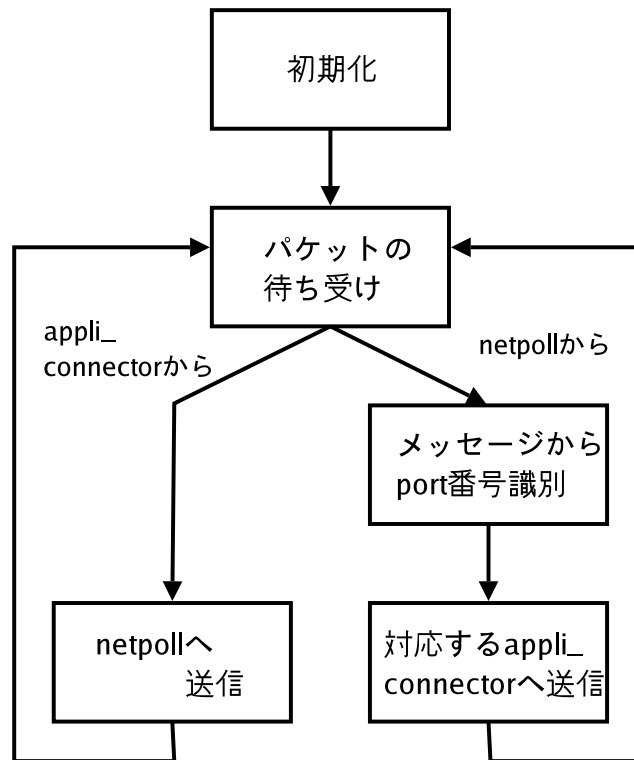 初期化
パケットの
待ち受け
appli_
connectorから
netpollから
メッセージから
port番号識別
netpollへ
送信
対応するappli_
connectorへ送信